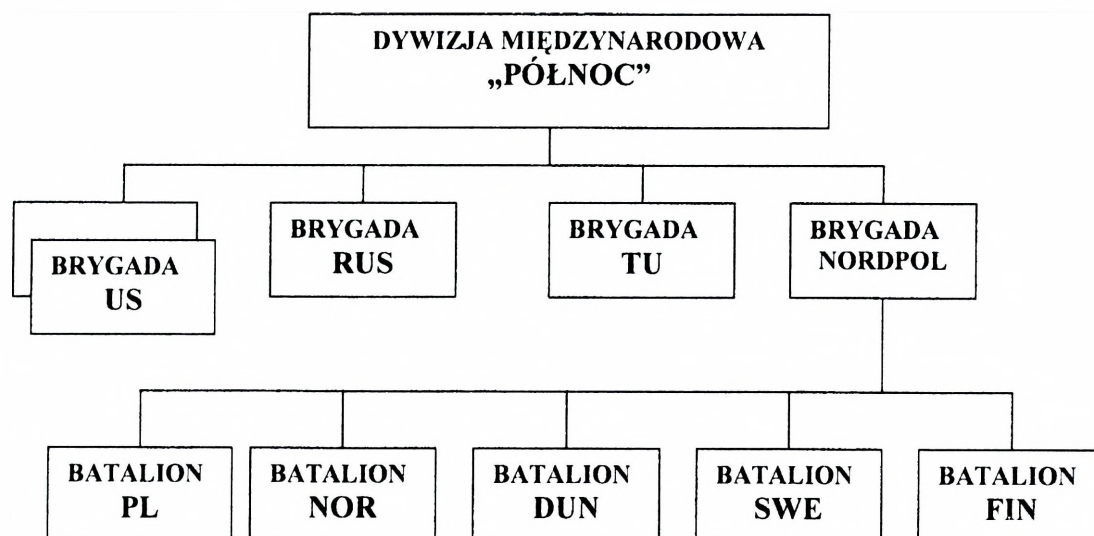 DYWIZJA MIĘDZYNARODOWA
„PÓŁNOC”
BRYGADA
US
BRYGADA
RUS
BRYGADA
TU
BRYGADA
NORDPOL
BATALION
PL
BATALION
NOR
BATALION
DUN
BATALION
SWE
BATALION
FIN